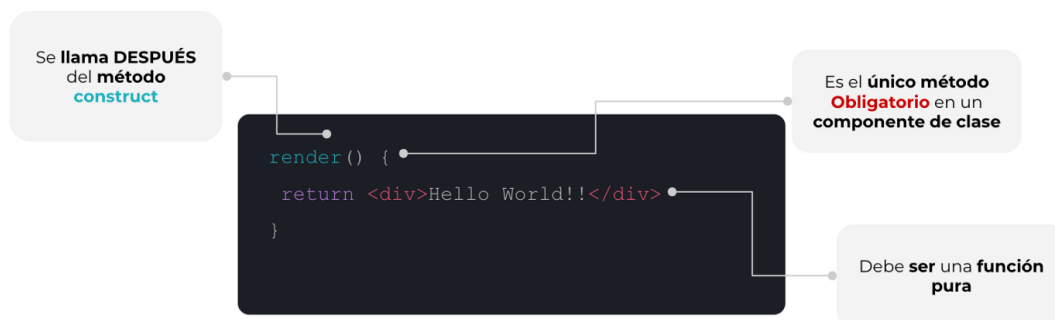 Se llama DESPUÉS
del método
construct
Es el único método
Obligatorio en un
componente de clase
render() {
return <div>Hello World!!</div>
}
Debe ser una función
pura